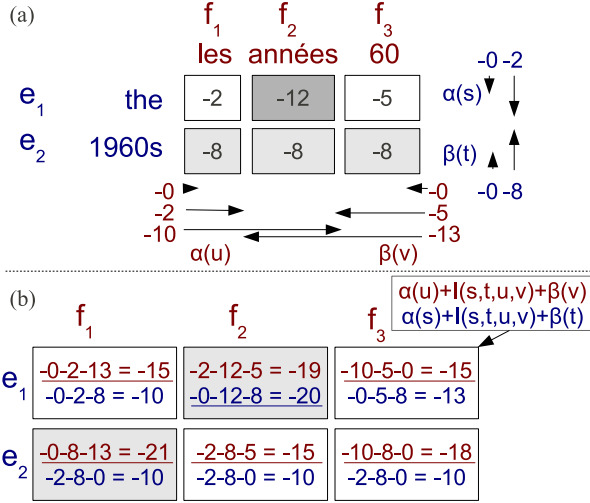 (a)
f1 f2 f3
les années 60
e1 the -2 -12 -5
e2 1960s -8 -8 -8
-0 -2
α(s)
β(t)
-0 -8
-0 -0
-2 -5
-10 -13
α(u) β(v)
(b)
α(u)+I(s,t,u,v)+β(v)
α(s)+I(s,t,u,v)+β(t)
f1 f2 f3
e1
-0-2-13 = -15 -2-12-5 = -19 -10-5-0 = -15
-0-2-8 = -10 -0-12-8 = -20 -0-5-8 = -13
e2
-0-8-13 = -21 -2-8-5 = -15 -10-8-0 = -18
-2-8-0 = -10 -2-8-0 = -10 -2-8-0 = -10